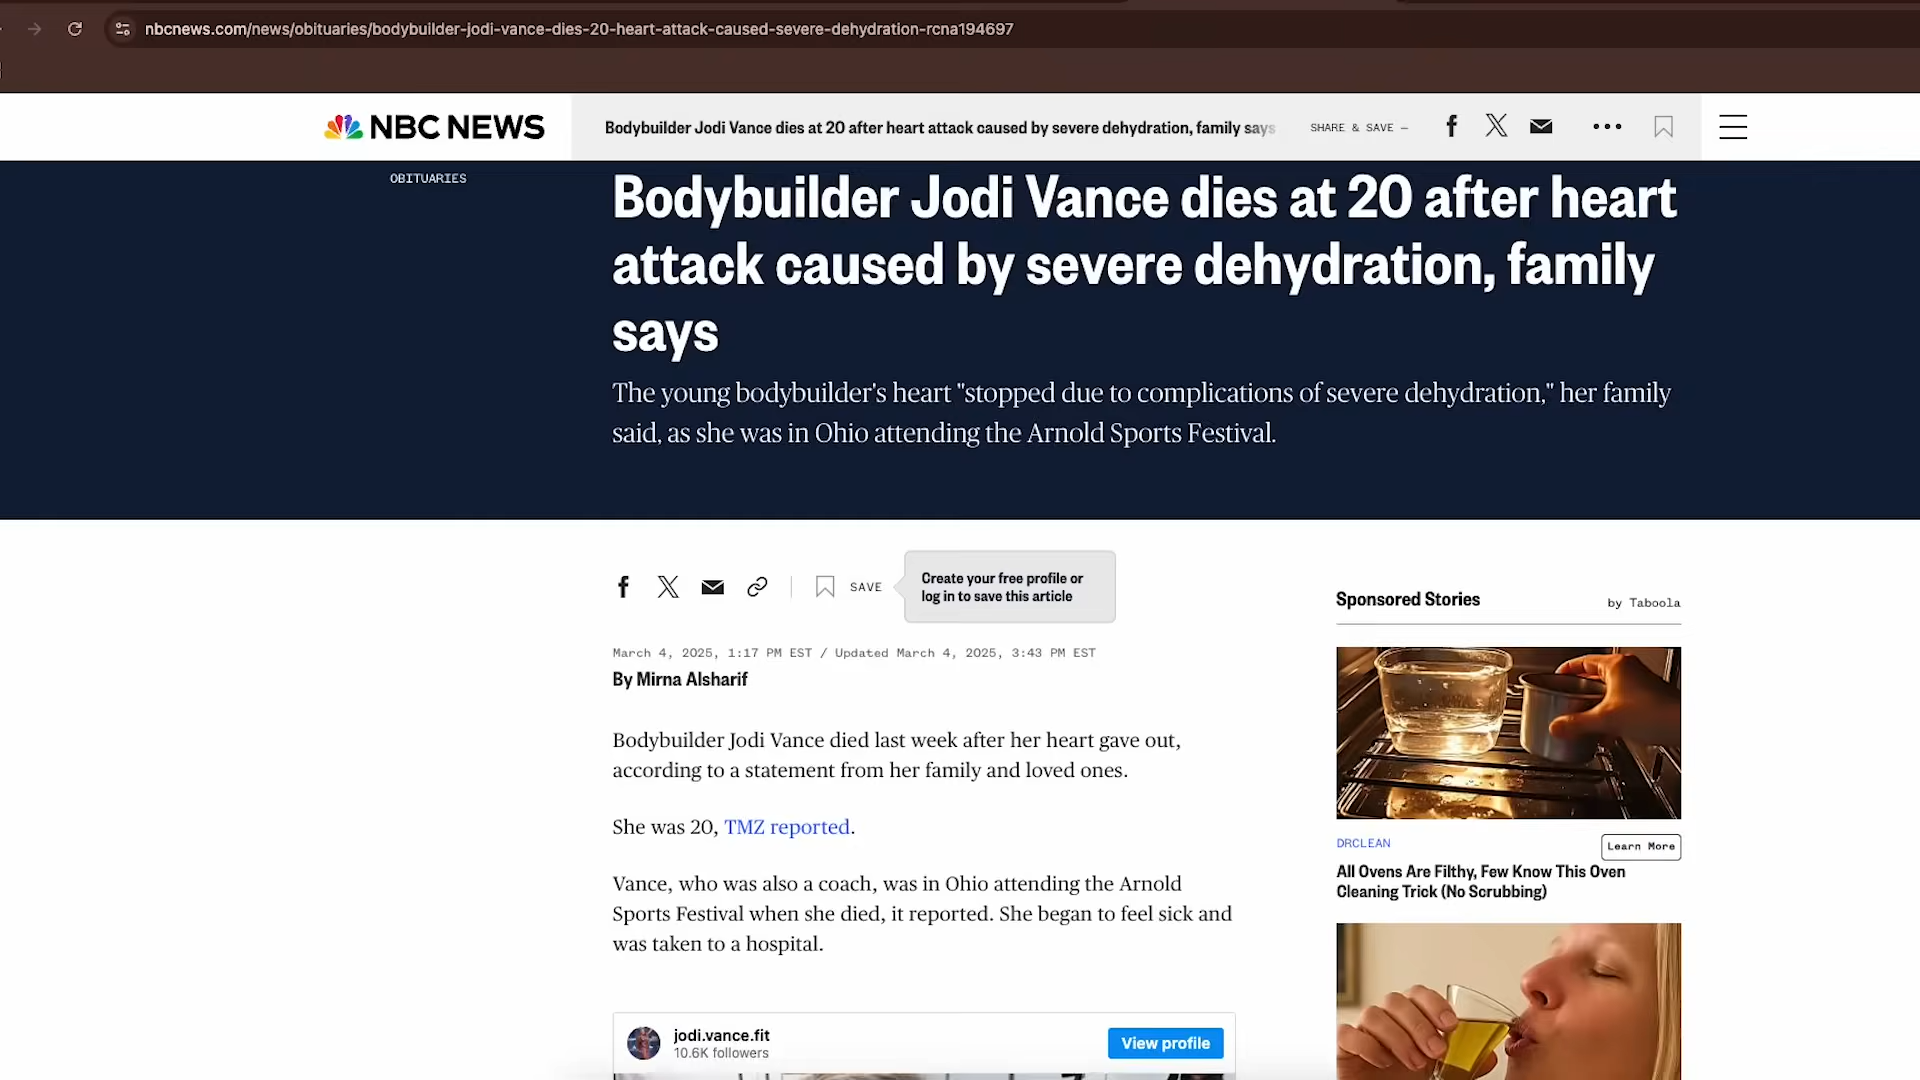 nbcnews.com/news/obituaries/bodybuilder-jodi-vance-dies-20-heart-attack-caused-severe-dehydration-rcna194697
NBC NEWS
Bodybuilder Jodi Vance dies at 20 after heart attack caused by severe dehydration, family says
SHARE & SAVE —
OBITUARIES
Bodybuilder Jodi Vance dies at 20 after heart
attack caused by severe dehydration, family
says
The young bodybuilder's heart "stopped due to complications of severe dehydration," her family
said, as she was in Ohio attending the Arnold Sports Festival.
SAVE
Create your free profile or
log in to save this article
March 4, 2025, 1:17 PM EST / Updated March 4, 2025, 3:43 PM EST
By Mirna Alsharif
Bodybuilder Jodi Vance died last week after her heart gave out,
according to a statement from her family and loved ones.
She was 20, TMZ reported.
Vance, who was also a coach, was in Ohio attending the Arnold
Sports Festival when she died, it reported. She began to feel sick and
was taken to a hospital.
jodi.vance.fit
10.6K followers
View profile
Sponsored Stories
by Taboola
DRCLEAN
Learn More
All Ovens Are Filthy, Few Know This Oven
Cleaning Trick (No Scrubbing)